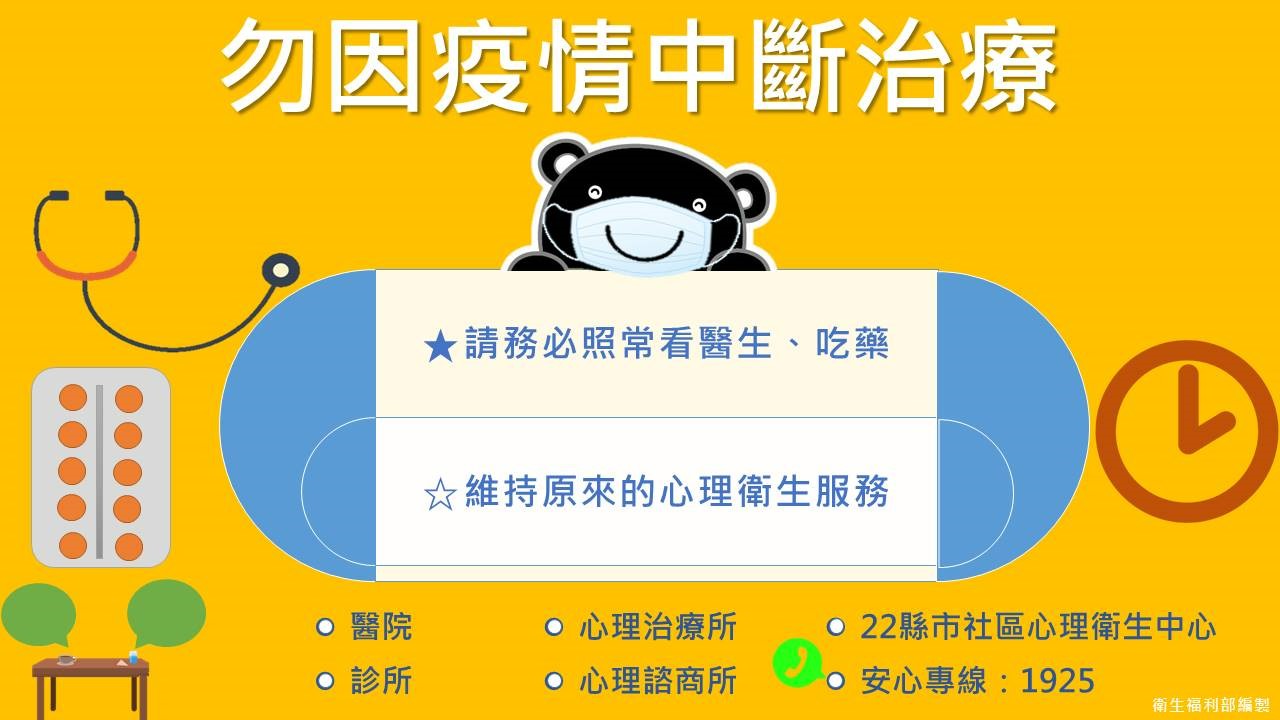 勿因疫情中斷治療
★請務必照常看醫生、吃藥
☆維持原來的心理衛生服務
醫院
心理治療所
22縣市社區心理衛生中心
診所
心理諮商所
安心專線：1925
衛生福利部編製